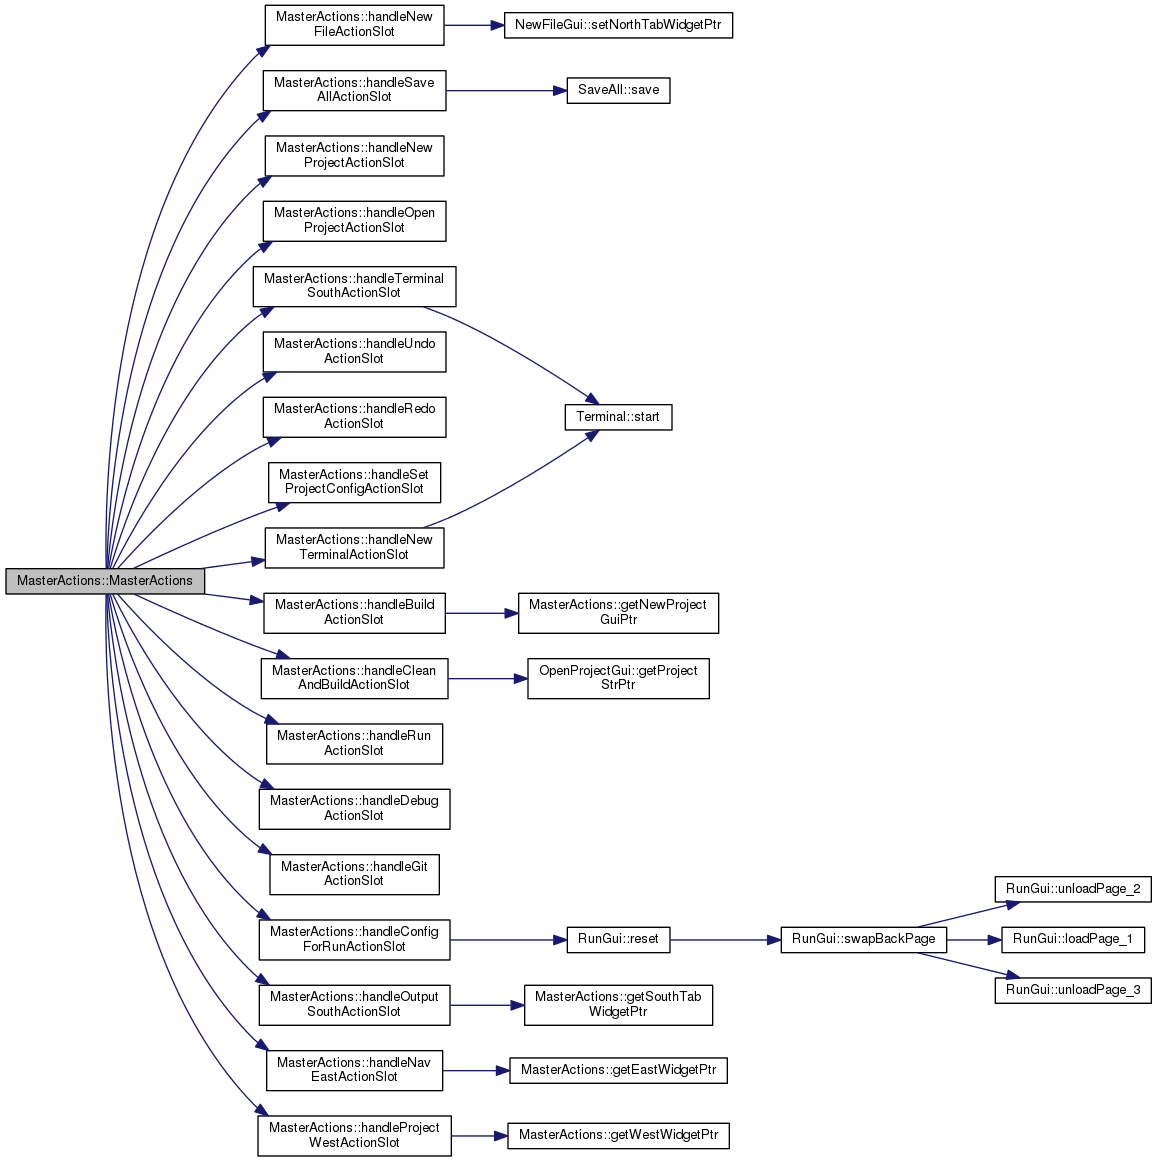 MasterActions::handleNew
FileActionSlot
NewFileGui::setNorthTabWidgetPtr
MasterActions::handleSave
AllActionSlot
SaveAll::save
MasterActions::handleNew
ProjectActionSlot
MasterActions::handleOpen
ProjectActionSlot
MasterActions::handleTerminal
SouthActionSlot
MasterActions::handleUndo
ActionSlot
MasterActions::handleRedo
ActionSlot
Terminal::start
MasterActions::handleSet
ProjectConfigActionSlot
MasterActions::handleNew
TerminalActionSlot
MasterActions::MasterActions
MasterActions::handleBuild
ActionSlot
MasterActions::getNewProject
GuiPtr
MasterActions::handleClean
AndBuildActionSlot
OpenProjectGui::getProject
StrPtr
MasterActions::handleRun
ActionSlot
MasterActions::handleDebug
ActionSlot
MasterActions::handleGit
ActionSlot
MasterActions::handleConfig
ForRunActionSlot
RunGui::reset
RunGui::swapBackPage
RunGui::unloadPage_2
RunGui::loadPage_1
RunGui::unloadPage_3
MasterActions::handleOutput
SouthActionSlot
MasterActions::getSouthTab
WidgetPtr
MasterActions::handleNav
EastActionSlot
MasterActions::getEastWidgetPtr
MasterActions::handleProject
WestActionSlot
MasterActions::getWestWidgetPtr